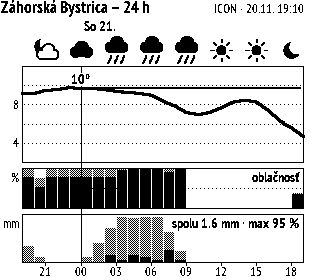 Záhorská Bystrica – 24 h
ICON - 20.11. 19:10
So 21.
10°
8
4
%
oblačnosť
mm
spolu 1.6 mm · max 95 %
21 00 03 06 09 12 15 18